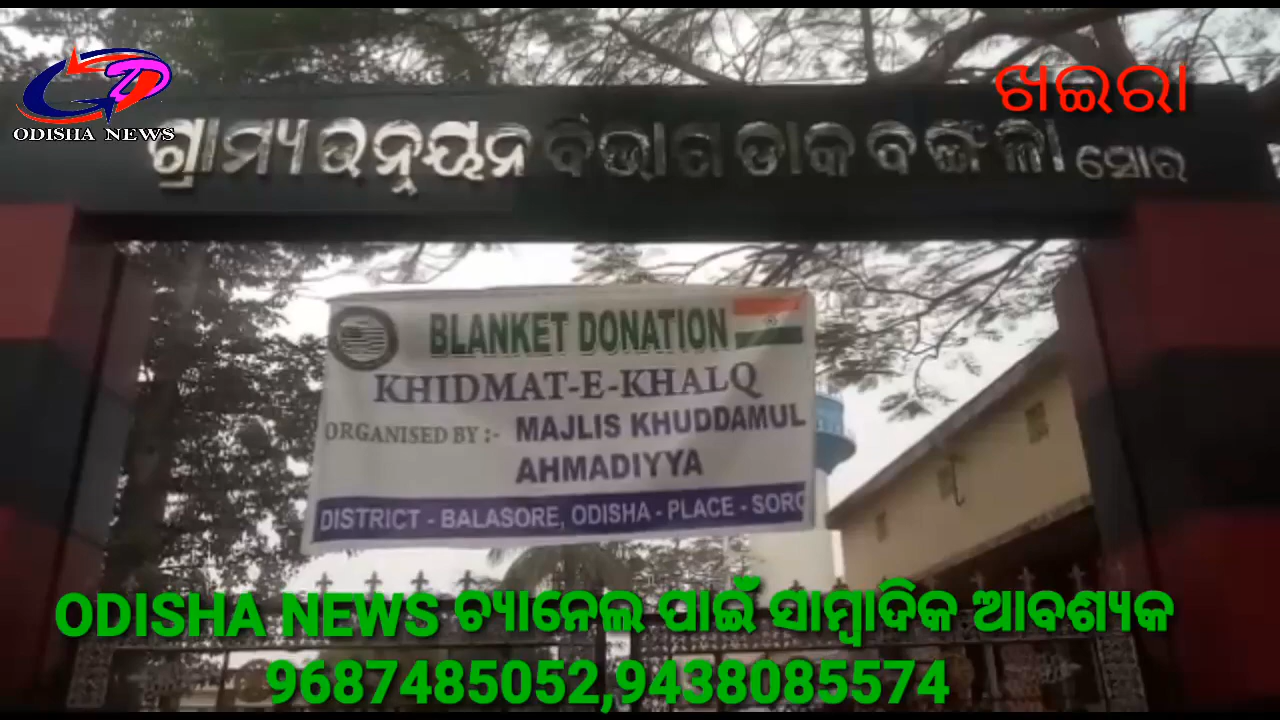 ଖଇରା
ODISHA NEWS
ଗ୍ରାମ୍ୟ ଉନ୍ନୟନ ବିଭାଗ ଡାକ ବଙ୍ଗଳା ସୋର
BLANKET DONATION
KHIDMAT-E-KHALQ
ORGANISED BY :- MAJLIS KHUDDAMUL
AHMADIYYA
DISTRICT - BALASORE, ODISHA - PLACE - SORO
ODISHA NEWS ଚ୍ୟାନେଲ ପାଇଁ ସାମ୍ବାଦିକ ଆବଶ୍ୟକ
9687485052,9438085574